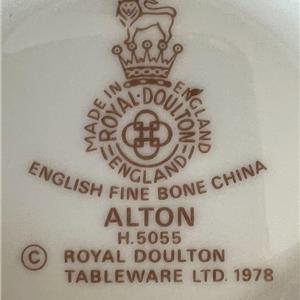 MADE IN ENGLAND
ROYAL·DOULTON
ENGLAND
ENGLISH FINE BONE CHINA
ALTON
H.5055
© ROYAL DOULTON
TABLEWARE LTD. 1978